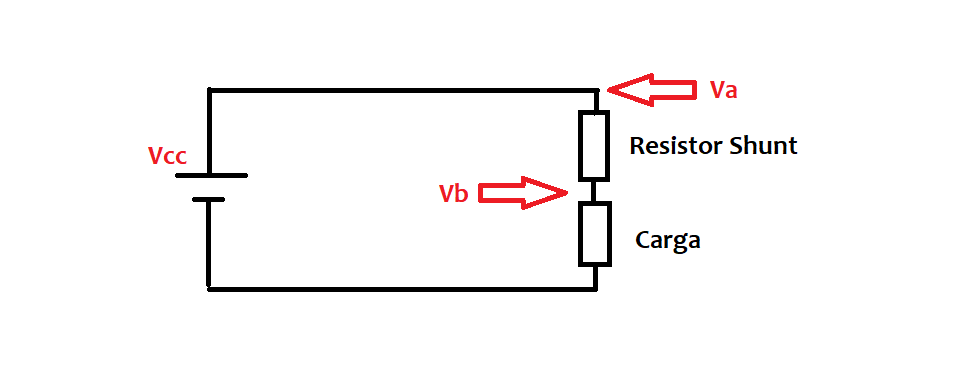 Va
Resistor Shunt
Vcc
Vb
Carga